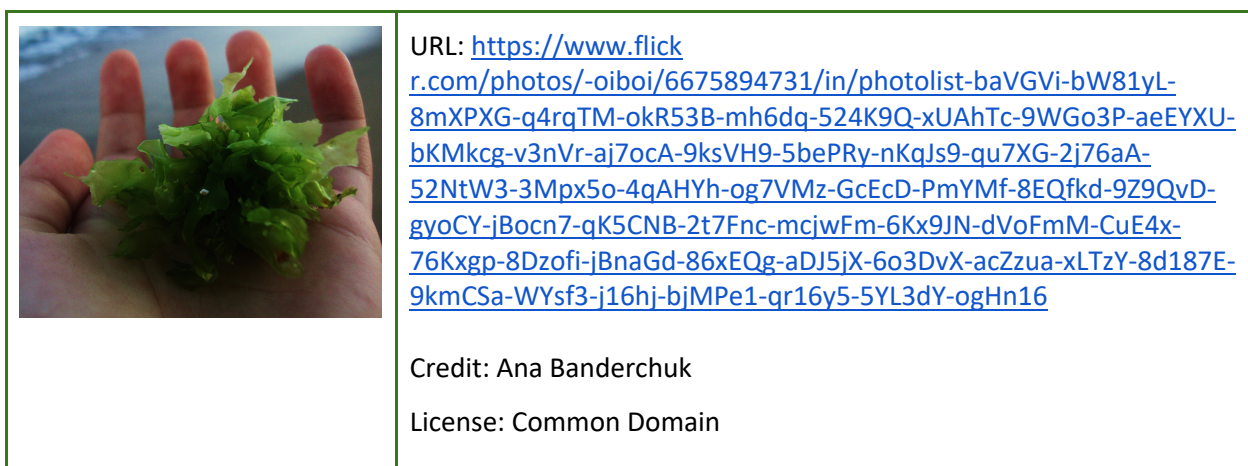 URL: https://www.flick
r.com/photos/-oiboi/6675894731/in/photolist-baVGVi-bW81yL-
8mXPXG-q4rqTM-okR53B-mh6dq-524K9Q-xUAhTc-9WGo3P-aeEYXU-
bKMkcg-v3nVr-aj7ocA-9ksVH9-5bePRy-nKqJs9-qu7XG-2j76aA-
52NtW3-3Mpx5o-4qAHYh-og7VMz-GcEcD-PmYMf-8EQfkd-9Z9QvD-
gyoCY-jBocn7-qK5CNB-2t7Fnc-mcjwFm-6Kx9JN-dVoFmM-CuE4x-
76Kxgp-8Dzofi-jBnaGd-86xEQg-aDJ5jX-6o3DvX-acZzua-xLTzY-8d187E-
9kmCSa-WYsf3-j16hj-bjMPe1-qr16y5-5YL3dY-ogHn16
Credit: Ana Banderchuk
License: Common Domain